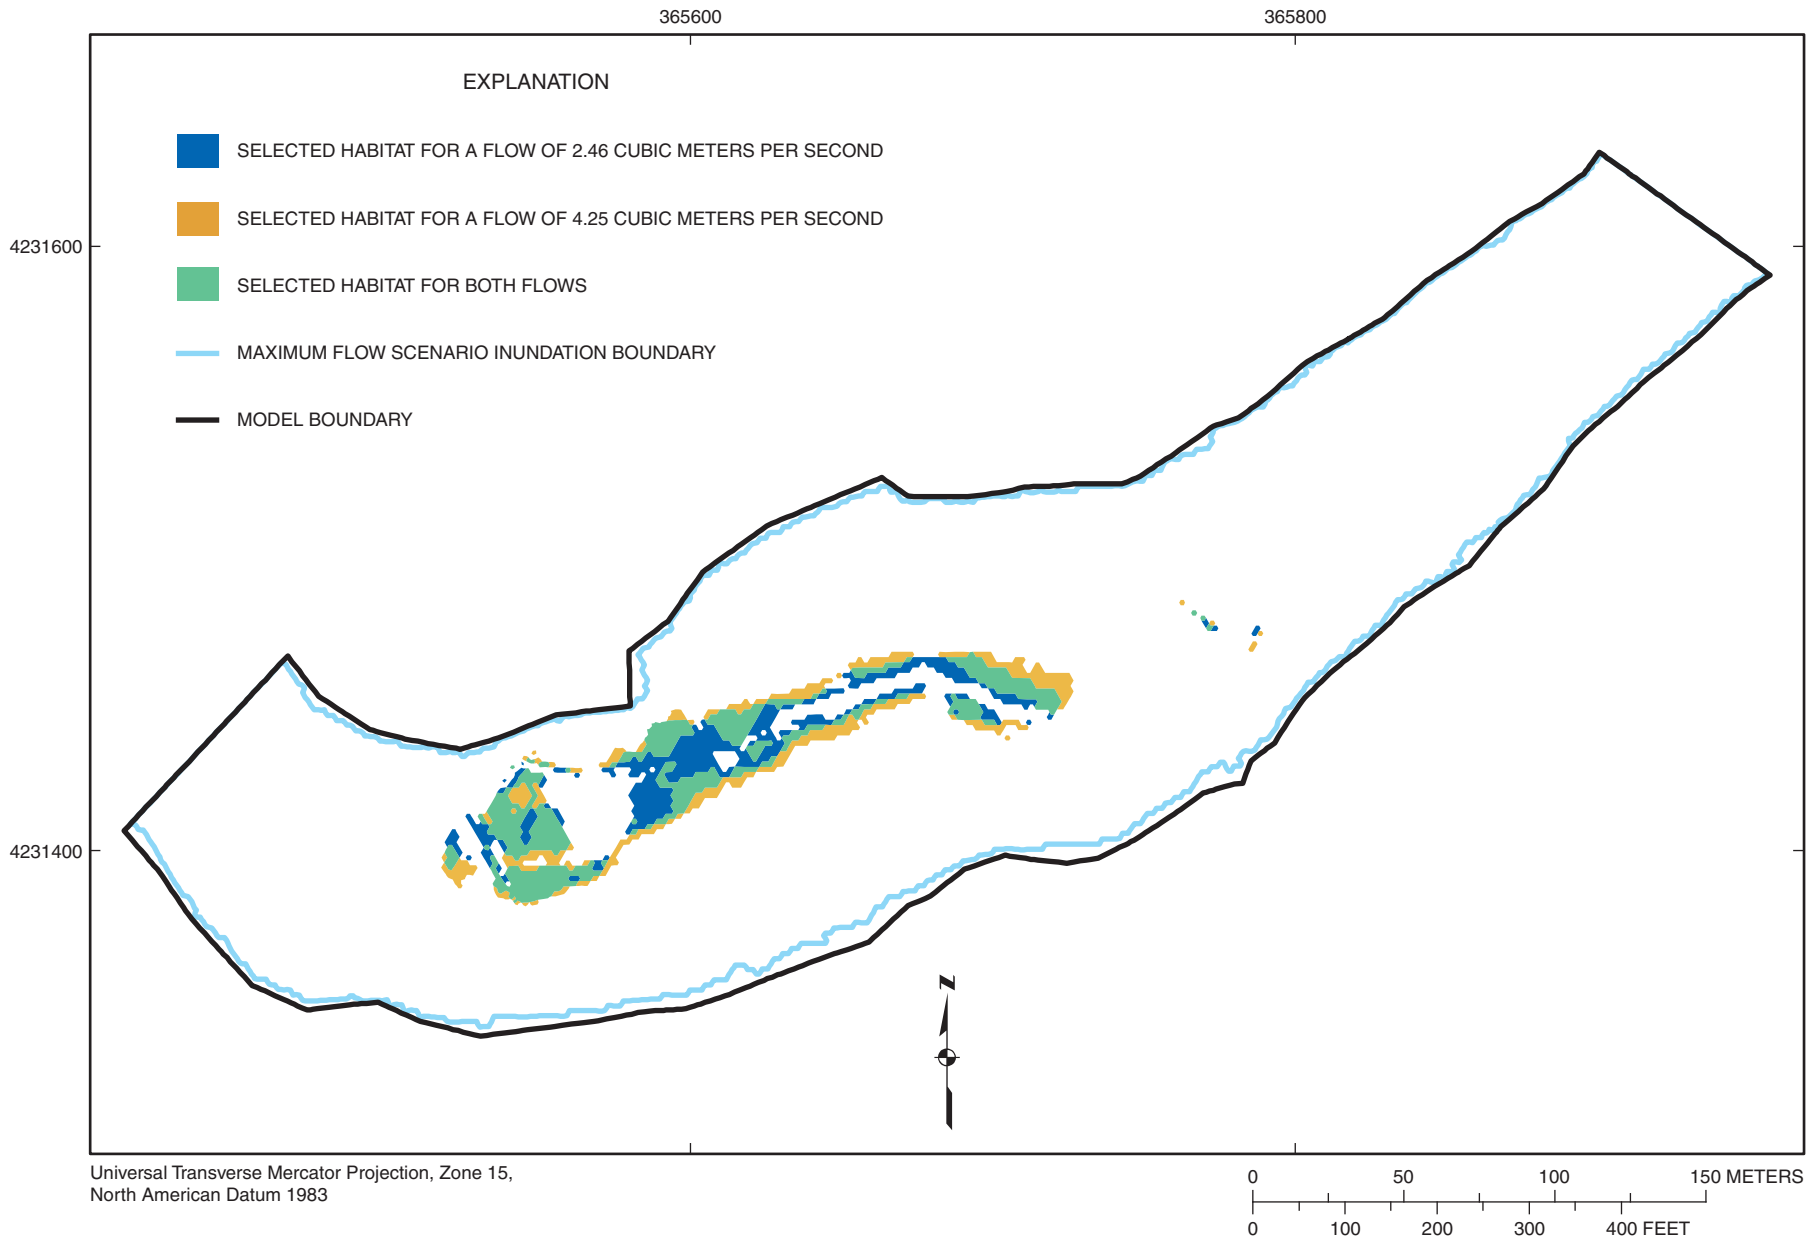 365600
365800
EXPLANATION
SELECTED HABITAT FOR A FLOW OF 2.46 CUBIC METERS PER SECOND
SELECTED HABITAT FOR A FLOW OF 4.25 CUBIC METERS PER SECOND
4231600
SELECTED HABITAT FOR BOTH FLOWS
MAXIMUM FLOW SCENARIO INUNDATION BOUNDARY
MODEL BOUNDARY
4231400
N
Universal Transverse Mercator Projection, Zone 15,
North American Datum 1983
0 50 100 150 METERS
0 100 200 300 400 FEET